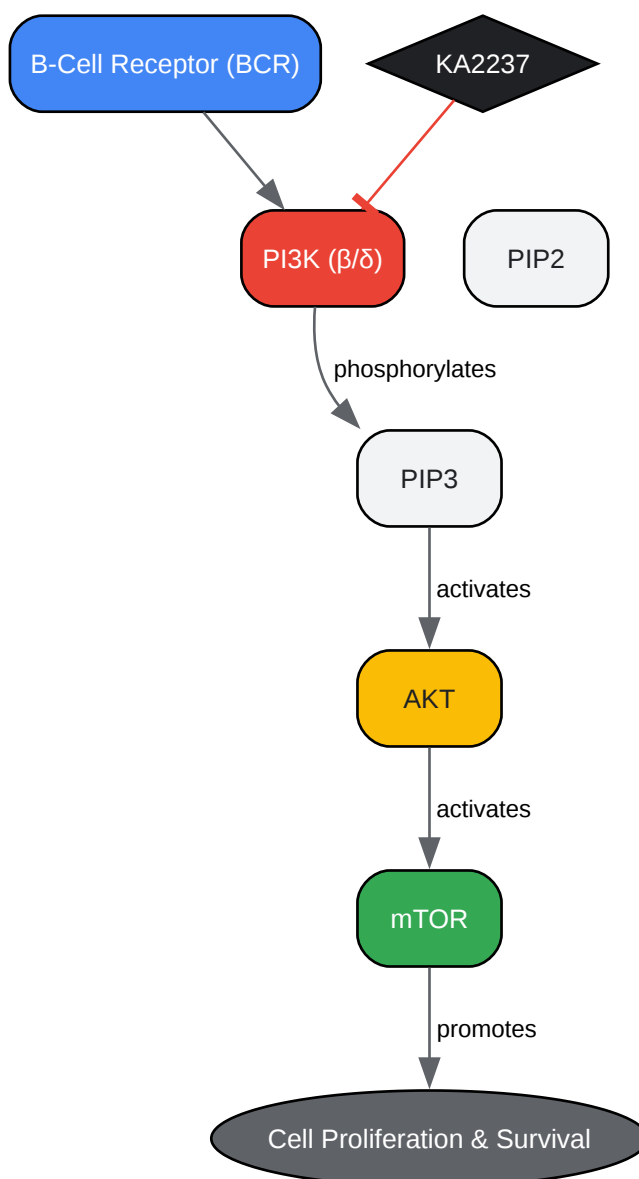 B-Cell Receptor (BCR)
KA2237
PI3K (β/δ)
PIP2
phosphorylates
PIP3
activates
AKT
activates
mTOR
promotes
Cell Proliferation & Survival